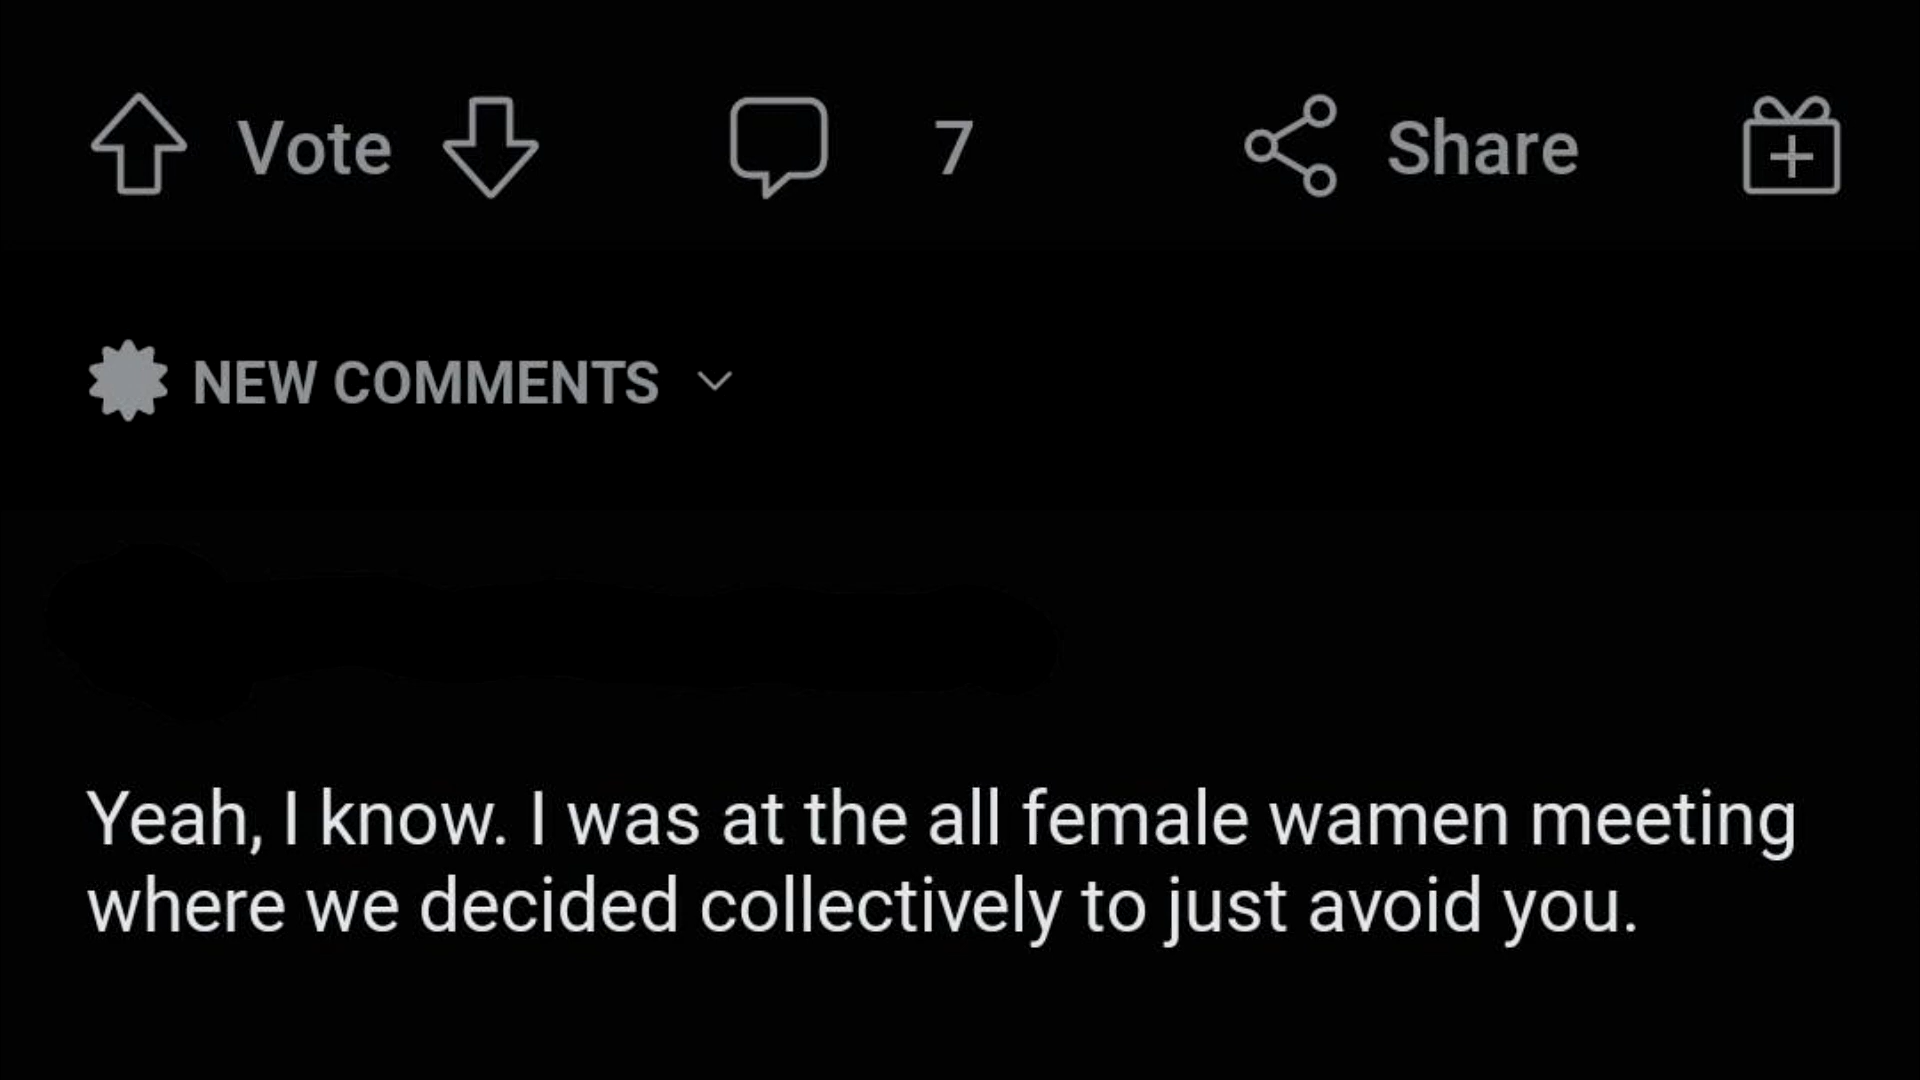 Vote 7 Share
NEW COMMENTS
Yeah, I know. I was at the all female wamen meeting
where we decided collectively to just avoid you.